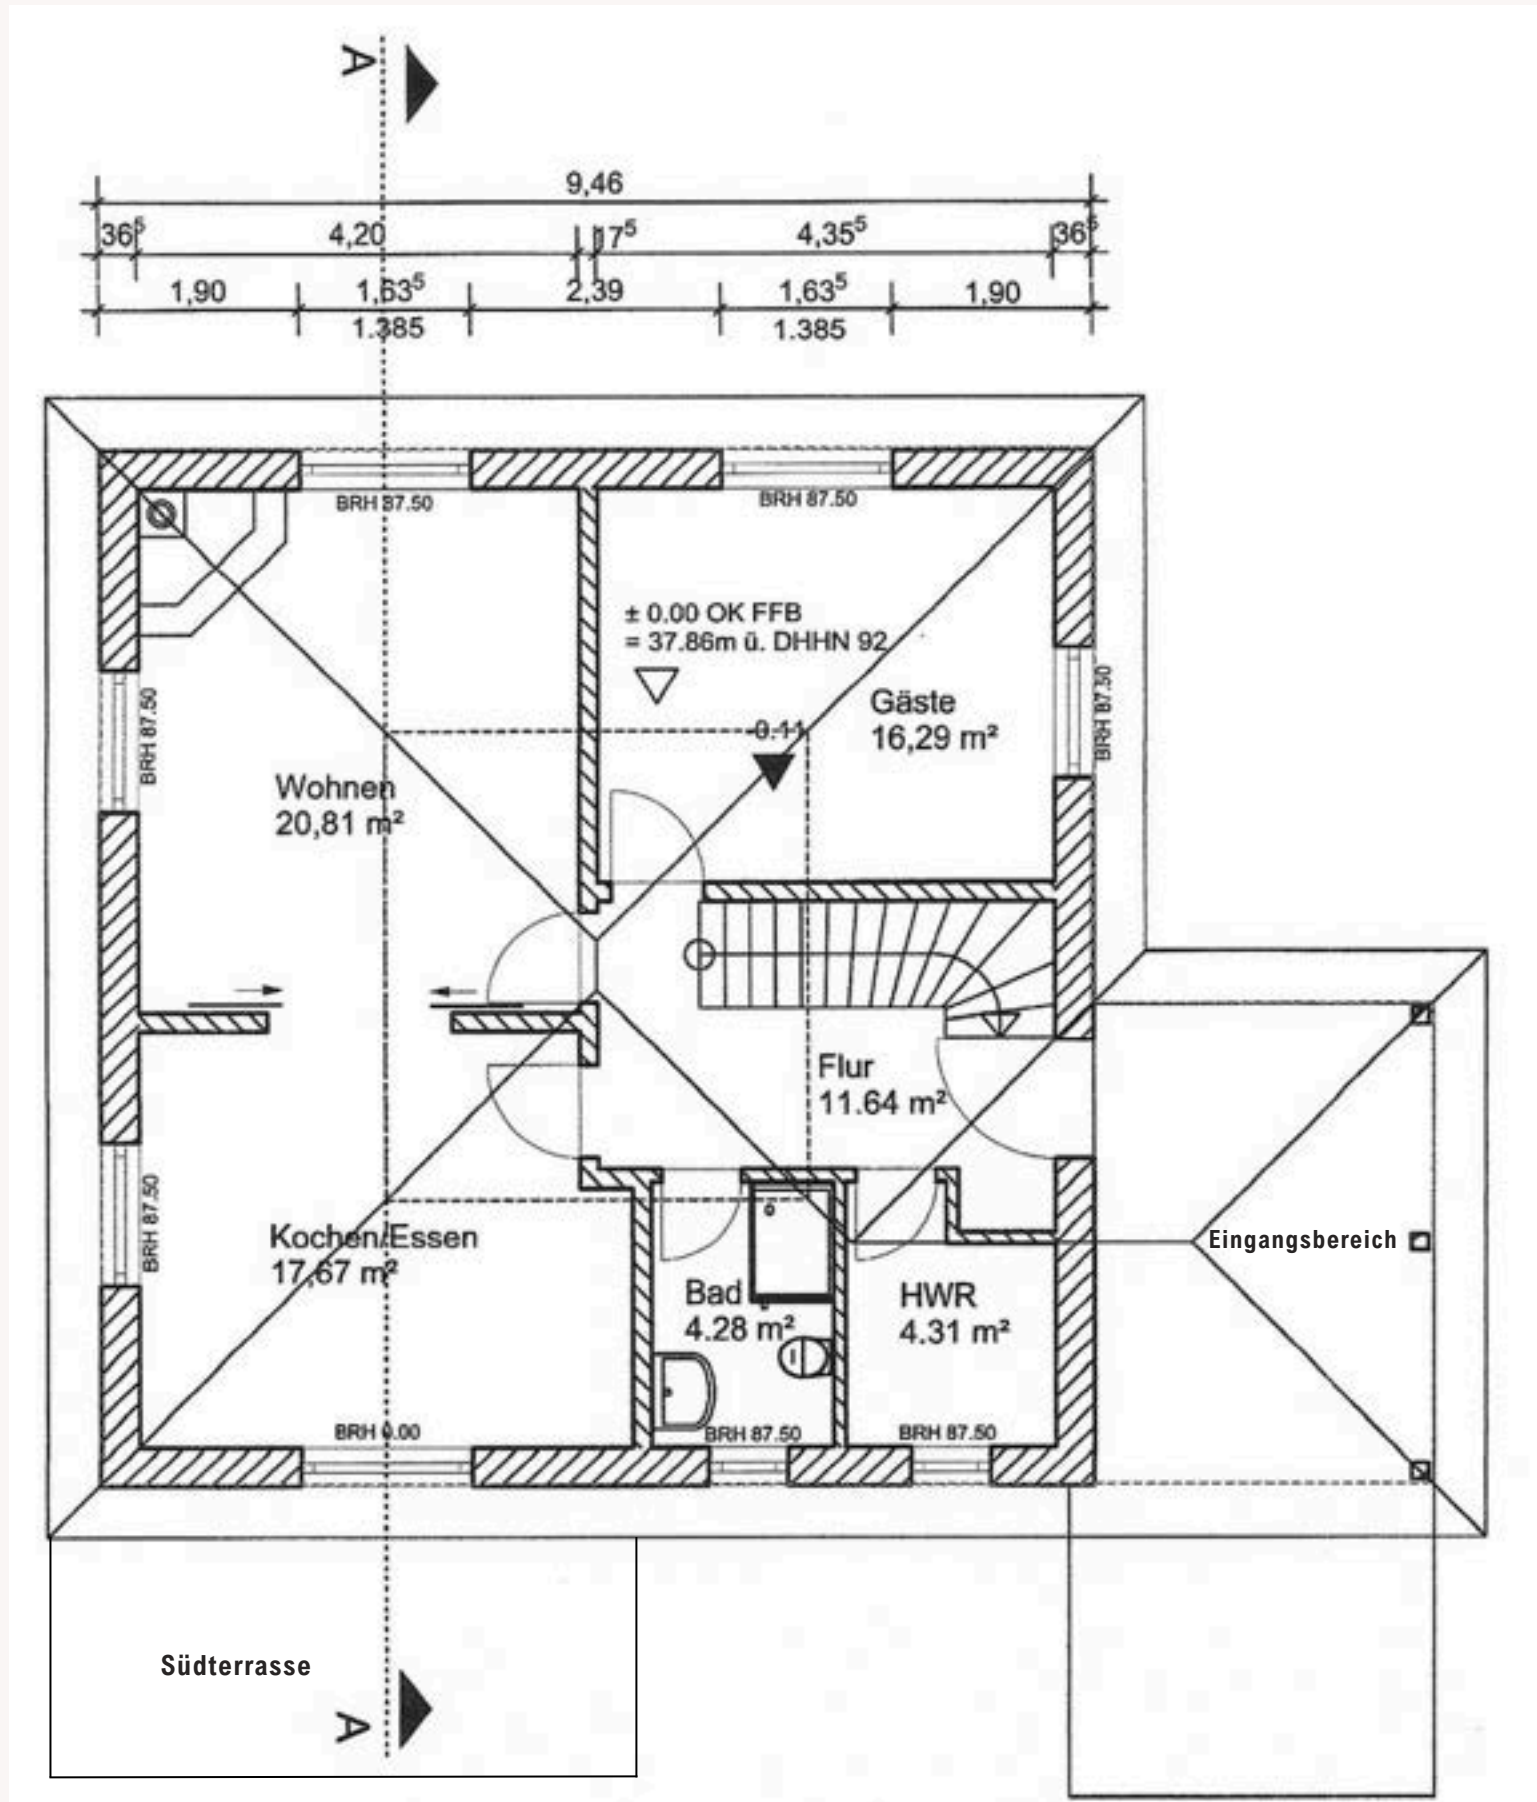 A
9,46
36⁵ 4,20 17⁵ 4,35⁵ 36⁵
1,90 1,63⁵ 2,39 1,63⁵ 1,90
1.385 1.385
BRH 87.50
BRH 87.50
± 0.00 OK FFB
= 37.86m ü. DHHN 92
BRH 87.50
BRH 87.50
Gäste
16,29 m²
-0.11
Wohnen
20,81 m²
Flur
11.64 m²
BRH 87.50
Kochen/Essen
17,67 m²
Eingangsbereich
Bad
4.28 m²
HWR
4.31 m²
BRH 0.00
BRH 87.50
BRH 87.50
Südterrasse
A